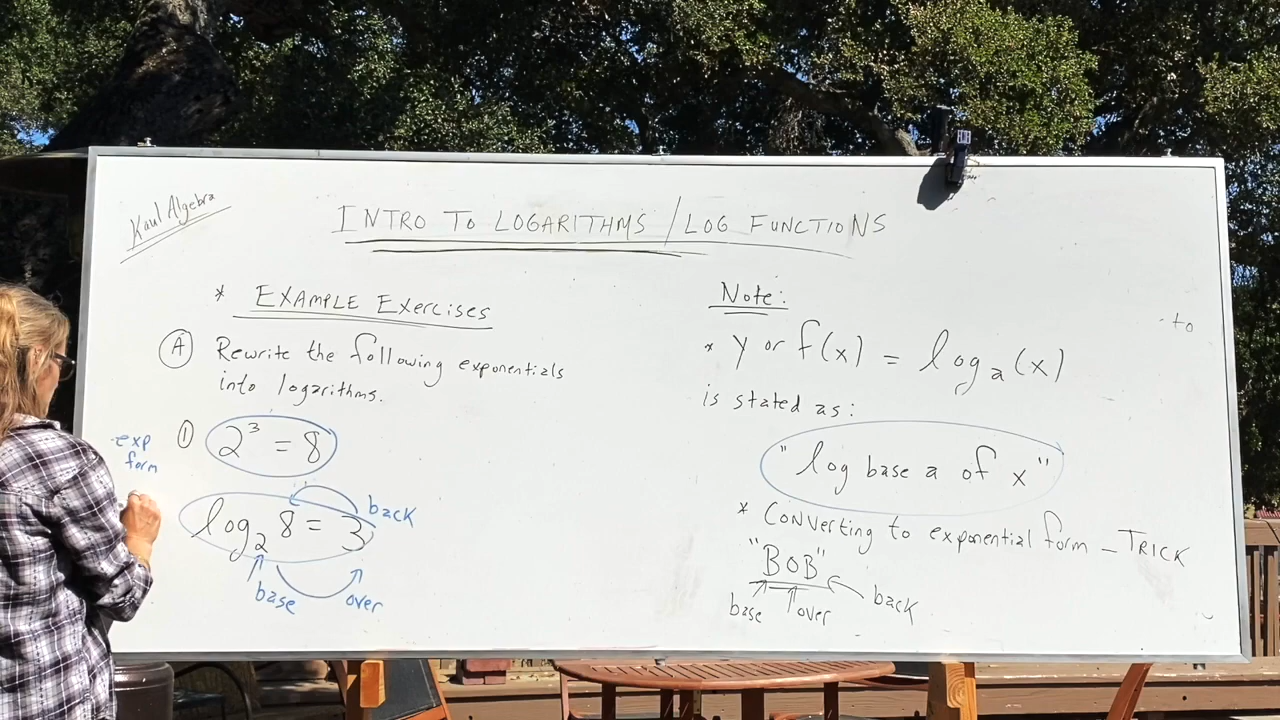 Kaul Algebra
INTRO TO LOGARITHMS / LOG FUNCTIONS
* EXAMPLE EXERCISES
Ⓐ Rewrite the following exponentials
into logarithms.
① 2³ = 8
exp
form
log₂ 8 = 3
back
base
over
Note:
to
* y or f(x) = logₐ(x)
is stated as:
"log base a of x"
* Converting to exponential form – TRICK
"BOB"
base over back